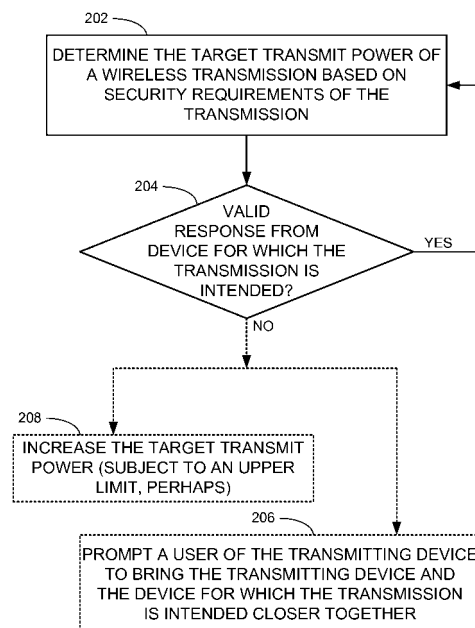 202
DETERMINE THE TARGET TRANSMIT POWER OF
A WIRELESS TRANSMISSION BASED ON
SECURITY REQUIREMENTS OF THE
TRANSMISSION
204
VALID
RESPONSE FROM
DEVICE FOR WHICH THE
TRANSMISSION IS
INTENDED?
YES
NO
208
INCREASE THE TARGET TRANSMIT
POWER (SUBJECT TO AN UPPER
LIMIT, PERHAPS)
206
PROMPT A USER OF THE TRANSMITTING DEVICE
TO BRING THE TRANSMITTING DEVICE AND
THE DEVICE FOR WHICH THE TRANSMISSION
IS INTENDED CLOSER TOGETHER